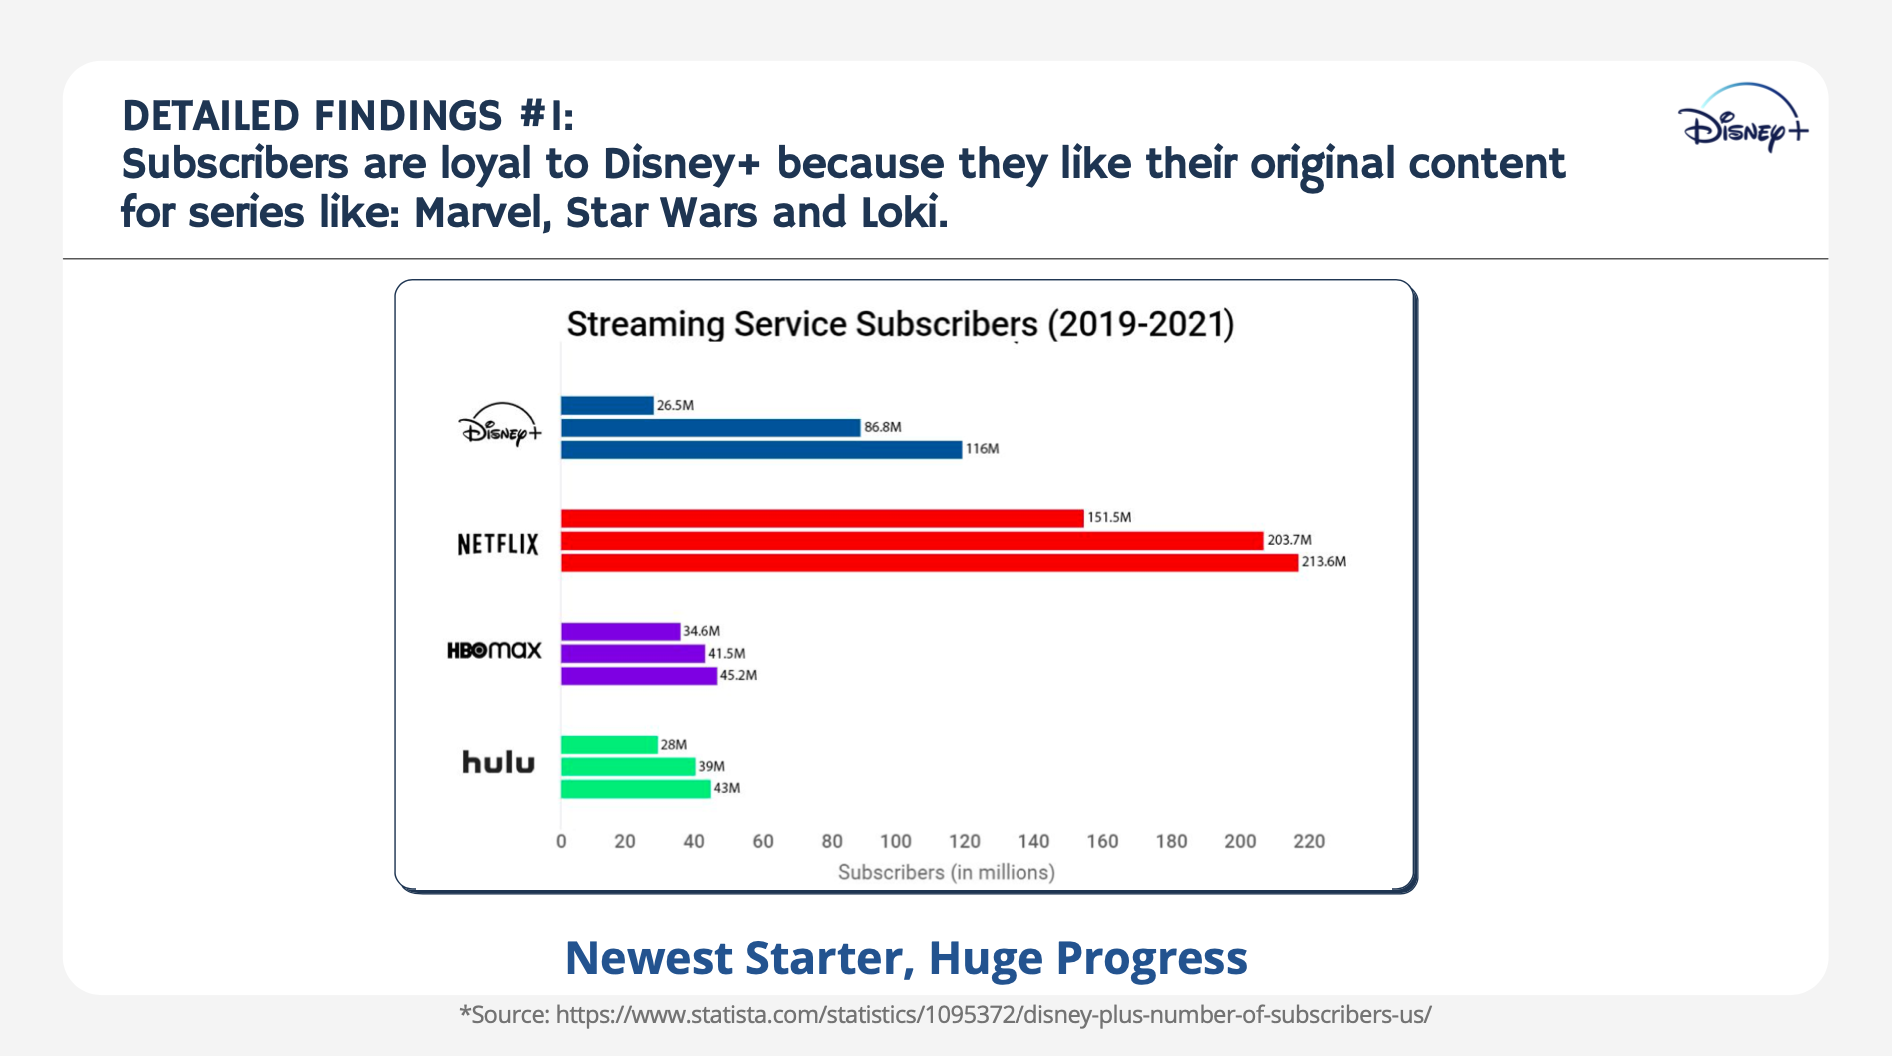 DETAILED FINDINGS #1:
Subscribers are loyal to Disney+ because they like their original content
for series like: Marvel, Star Wars and Loki.
Disney+
Streaming Service Subscribers (2019-2021)
Disney+
26.5M
86.8M
116M
NETFLIX
151.5M
203.7M
213.6M
HBOmax
34.6M
41.5M
45.2M
hulu
28M
39M
43M
0 20 40 60 80 100 120 140 160 180 200 220
Subscribers (in millions)
Newest Starter, Huge Progress
*Source: https://www.statista.com/statistics/1095372/disney-plus-number-of-subscribers-us/